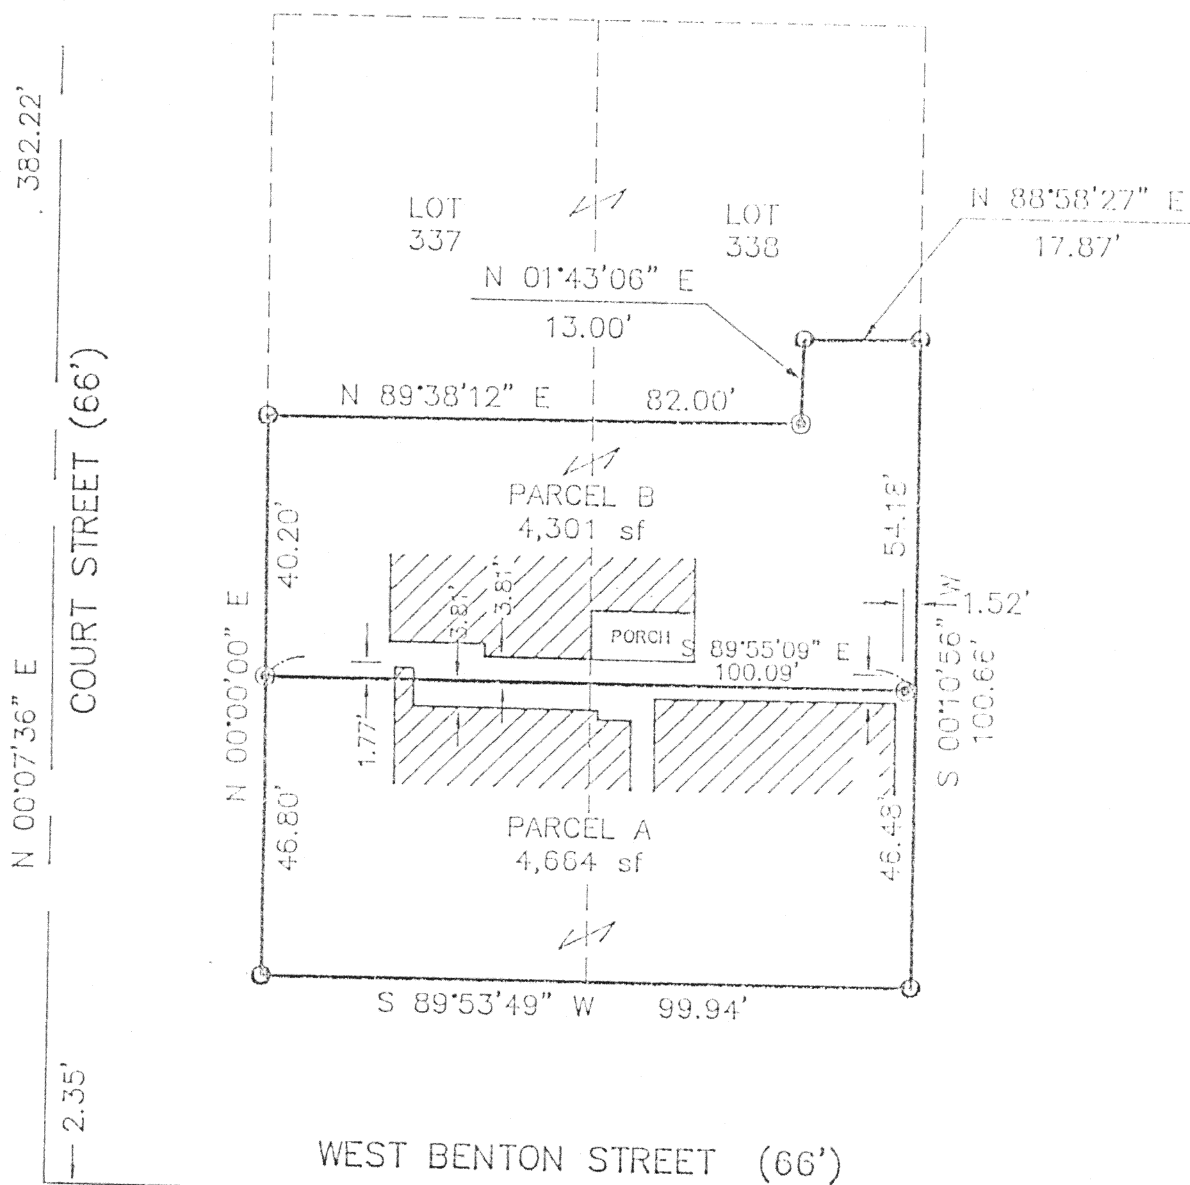 382.22'
LOT
337
LOT
338
N 88°58'27" E
17.87'
N 01°43'06" E
13.00'
N 89°38'12" E 82.00'
COURT STREET (66')
N 00°07'36" E
PARCEL B
4,301 sf
40.20'
54.18'
3.81'
3.81'
1.52'
PORCH
S 89°55'09" E
100.09'
N 00°00'00" E
S 00°10'56" W
100.66'
1.77'
46.80'
46.48'
PARCEL A
4,664 sf
S 89°53'49" W 99.94'
2.35'
WEST BENTON STREET (66')